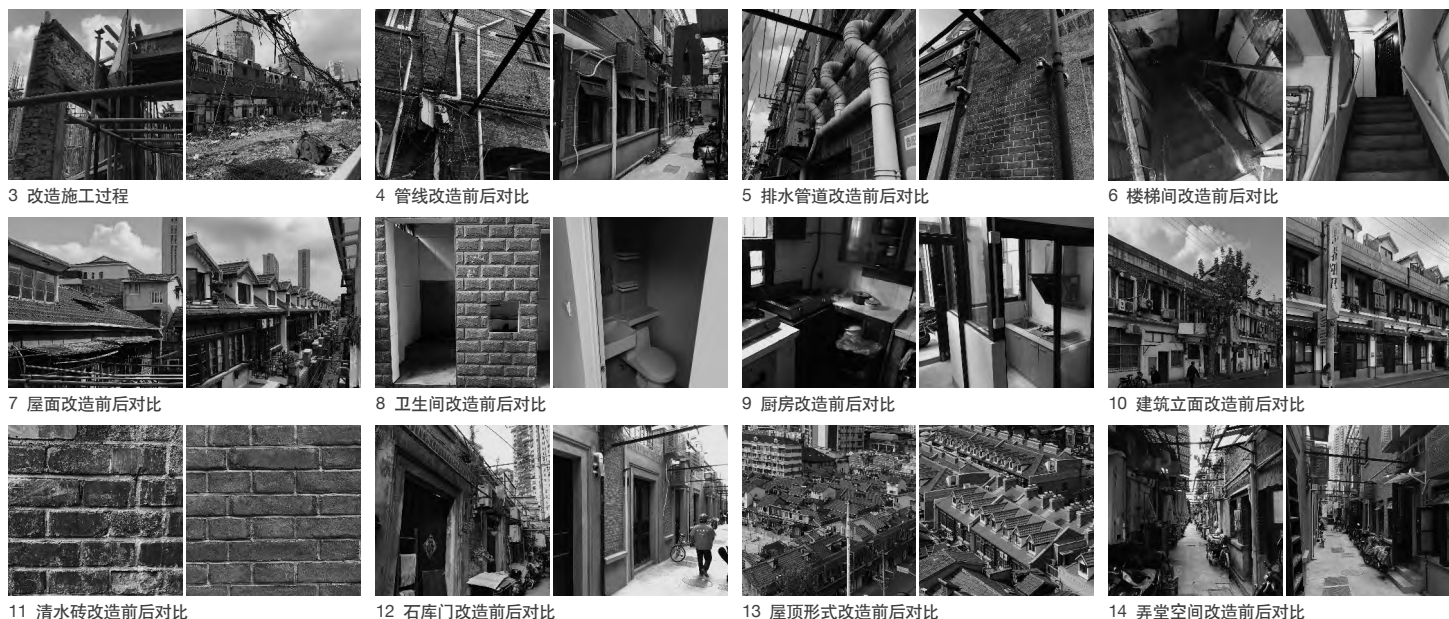 3 改造施工过程
4 管线改造前后对比
5 排水管道改造前后对比
6 楼梯间改造前后对比
7 屋面改造前后对比
8 卫生间改造前后对比
9 厨房改造前后对比
10 建筑立面改造前后对比
11 清水砖改造前后对比
12 石库门改造前后对比
13 屋顶形式改造前后对比
14 弄堂空间改造前后对比